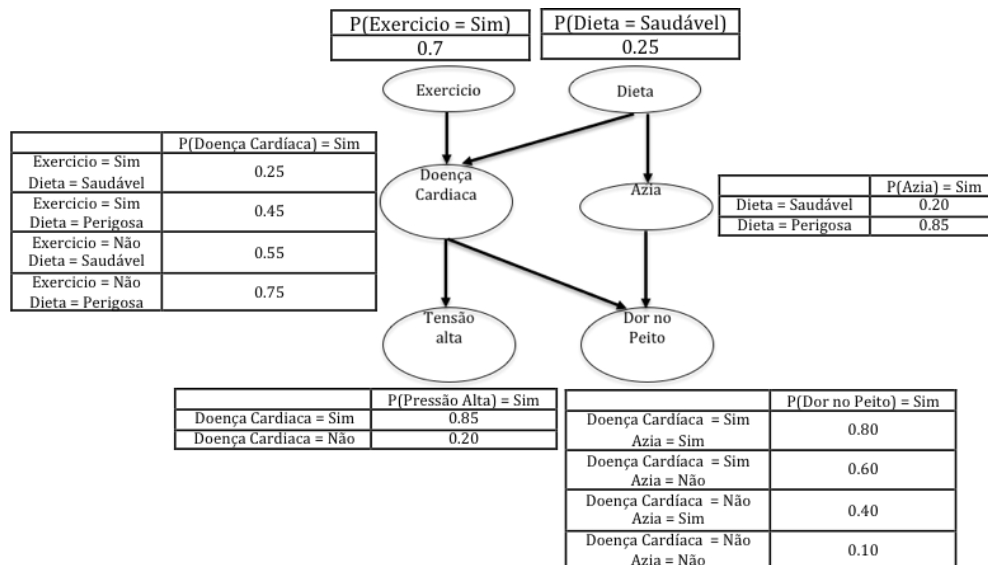 P(Exercicio = Sim)
0.7
P(Dieta = Saudável)
0.25
Exercicio
Dieta
P(Doença Cardíaca) = Sim
Exercicio = Sim
Dieta = Saudável
0.25
Exercicio = Sim
Dieta = Perigosa
0.45
Exercicio = Não
Dieta = Saudável
0.55
Exercicio = Não
Dieta = Perigosa
0.75
Doença
Cardiaca
Azia
P(Azia) = Sim
Dieta = Saudável
0.20
Dieta = Perigosa
0.85
Tensão
alta
Dor no
Peito
P(Pressão Alta) = Sim
Doença Cardiaca = Sim
0.85
Doença Cardiaca = Não
0.20
P(Dor no Peito) = Sim
Doença Cardíaca = Sim
Azia = Sim
0.80
Doença Cardíaca = Sim
Azia = Não
0.60
Doença Cardíaca = Não
Azia = Sim
0.40
Doença Cardíaca = Não
Azia = Não
0.10